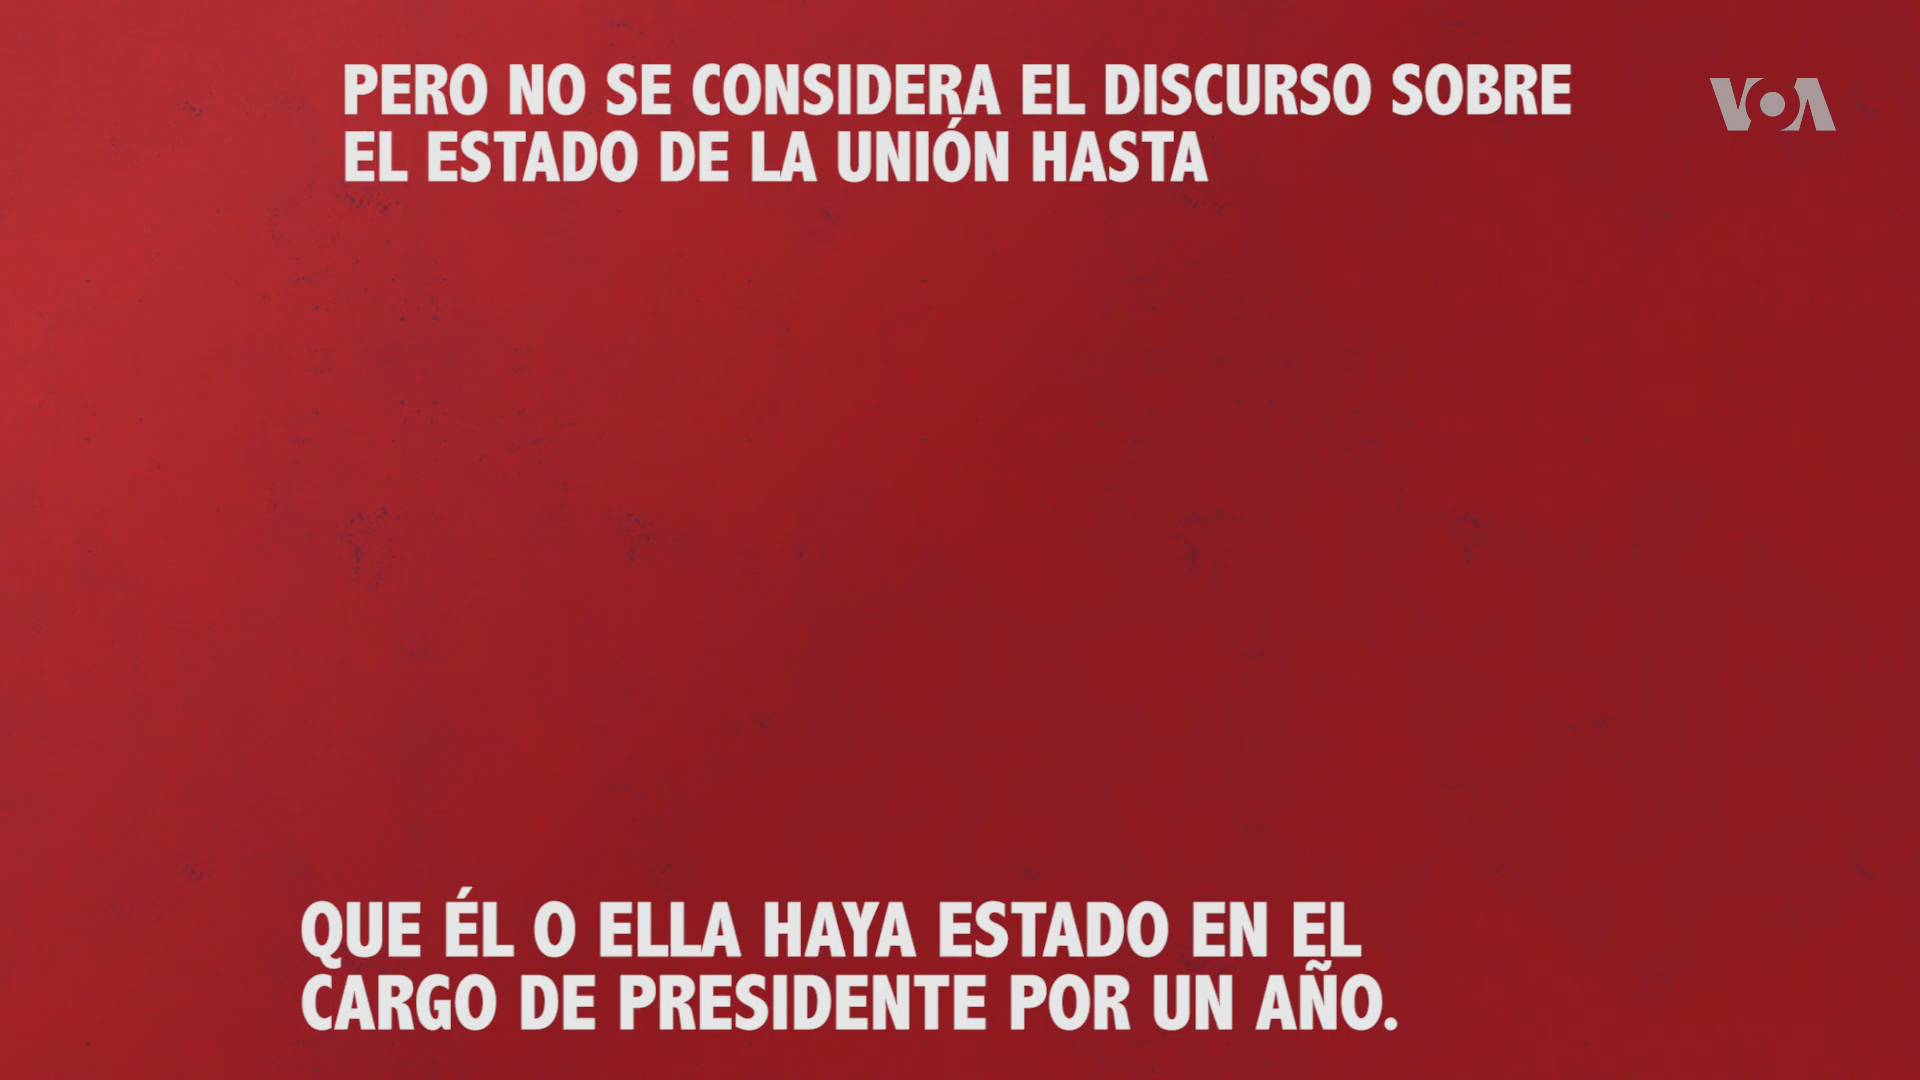 PERO NO SE CONSIDERA EL DISCURSO SOBRE
EL ESTADO DE LA UNIÓN HASTA
VOA
QUE ÉL O ELLA HAYA ESTADO EN EL
CARGO DE PRESIDENTE POR UN AÑO.